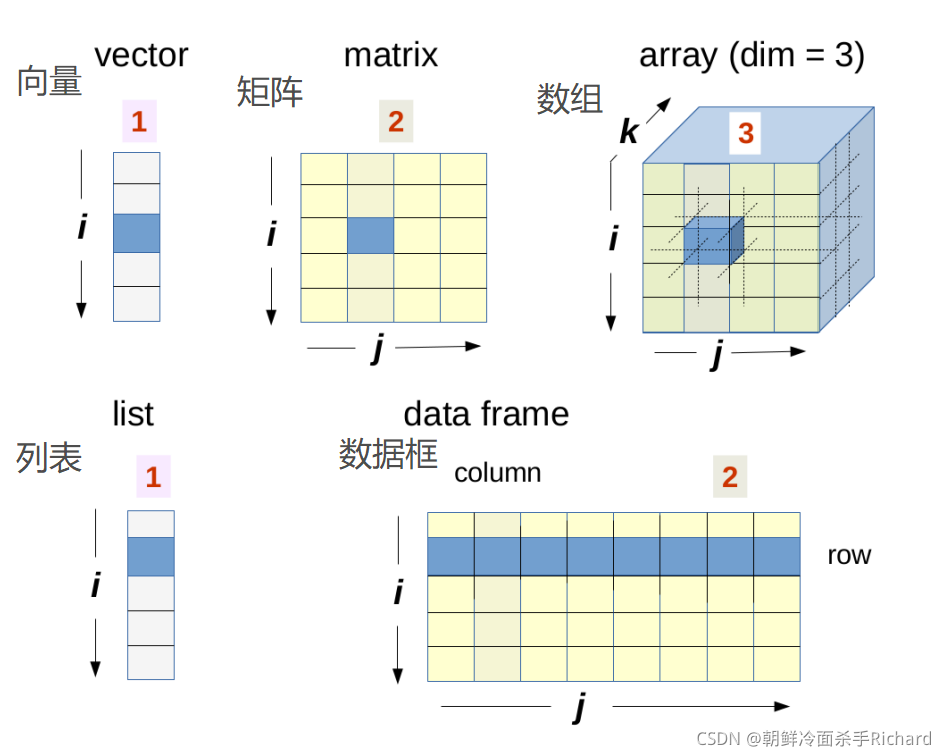 vector
向量
1
i
matrix
矩阵
2
i
j
array (dim = 3)
数组
k
3
i
j
list
列表
1
i
data frame
数据框
column
2
row
i
j
CSDN @朝鲜冷面杀手Richard